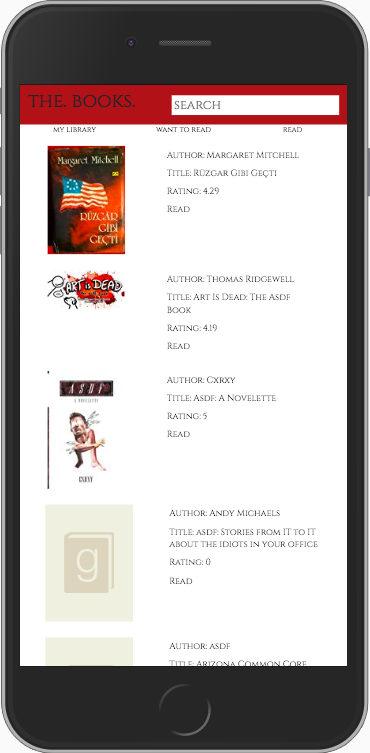 THE. BOOKS.
SEARCH
MY LIBRARY
WANT TO READ
READ
Margaret Mitchell
RÜZGAR
GİBİ
GEÇTİ
AUTHOR: MARGARET MITCHELL
TITLE: RÜZGAR GIBI GEÇTI
RATING: 4.29
READ
ART is DEAD
AUTHOR: THOMAS RIDGEWELL
TITLE: ART IS DEAD: THE ASDF
BOOK
RATING: 4.19
READ
ASDF
A NOVELETTE
CXRXY
AUTHOR: CXRXY
TITLE: ASDF: A NOVELETTE
RATING: 5
READ
g
AUTHOR: ANDY MICHAELS
TITLE: ASDF: STORIES FROM IT TO IT
ABOUT THE IDIOTS IN YOUR OFFICE
RATING: 0
READ
AUTHOR: ASDF
TITLE: ARIZONA COMMON CORE